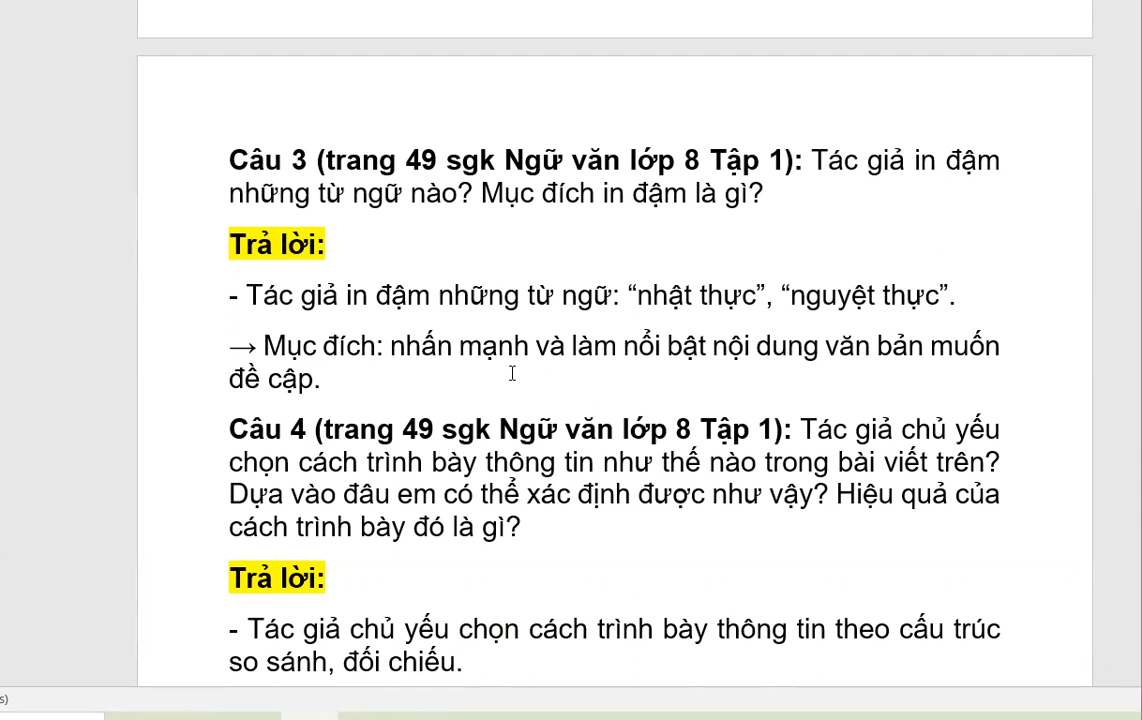 Câu 3 (trang 49 sgk Ngữ văn lớp 8 Tập 1): Tác giả in đậm
những từ ngữ nào? Mục đích in đậm là gì?
Trả lời:
- Tác giả in đậm những từ ngữ: “nhật thực”, “nguyệt thực”.
→ Mục đích: nhấn mạnh và làm nổi bật nội dung văn bản muốn
đề cập.
Câu 4 (trang 49 sgk Ngữ văn lớp 8 Tập 1): Tác giả chủ yếu
chọn cách trình bày thông tin như thế nào trong bài viết trên?
Dựa vào đâu em có thể xác định được như vậy? Hiệu quả của
cách trình bày đó là gì?
Trả lời:
- Tác giả chủ yếu chọn cách trình bày thông tin theo cấu trúc
so sánh, đối chiếu.
s)